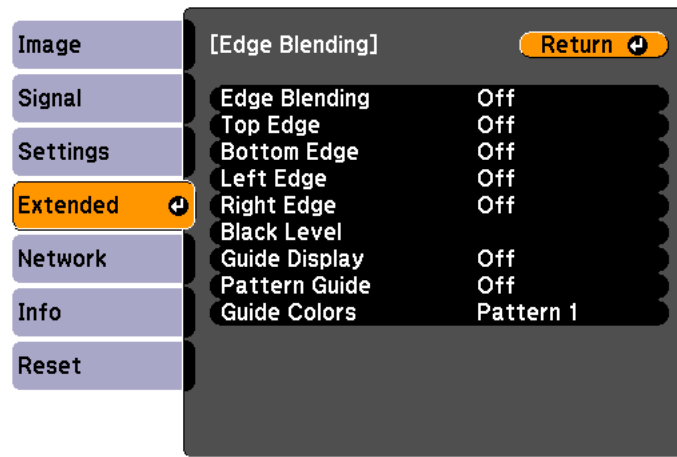 Image
Signal
Settings
Extended
Network
Info
Reset
[Edge Blending]
Return
Edge Blending Off
Top Edge Off
Bottom Edge Off
Left Edge Off
Right Edge Off
Black Level
Guide Display Off
Pattern Guide Off
Guide Colors Pattern 1